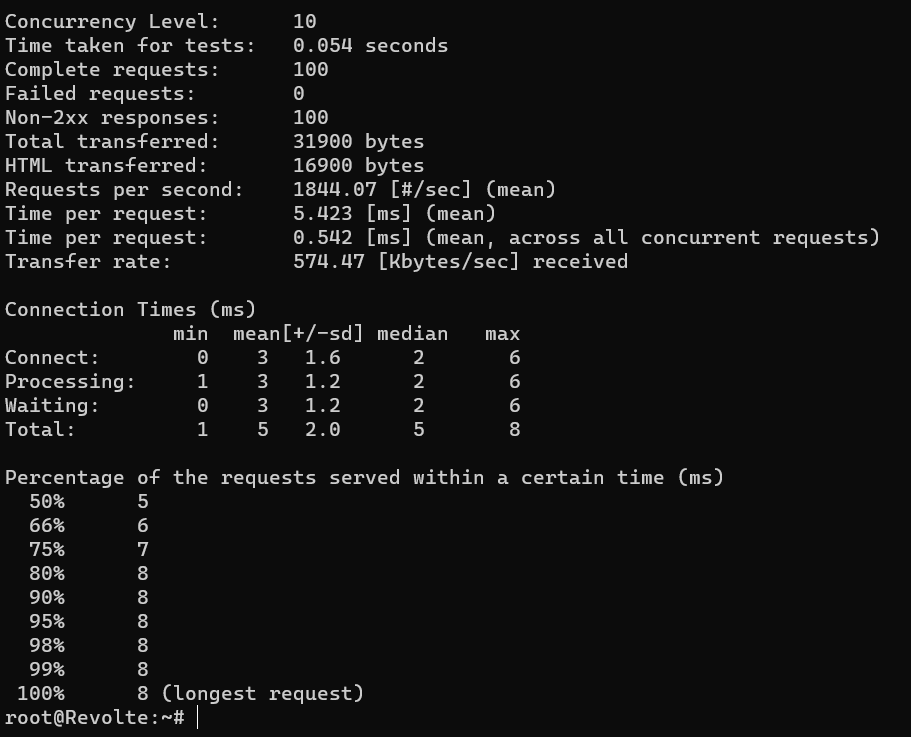 Concurrency Level:      10
Time taken for tests:   0.054 seconds
Complete requests:      100
Failed requests:        0
Non-2xx responses:      100
Total transferred:      31900 bytes
HTML transferred:       16900 bytes
Requests per second:    1844.07 [#/sec] (mean)
Time per request:       5.423 [ms] (mean)
Time per request:       0.542 [ms] (mean, across all concurrent requests)
Transfer rate:          574.47 [Kbytes/sec] received

Connection Times (ms)
              min  mean[+/-sd] median   max
Connect:        0    3   1.6      2       6
Processing:     1    3   1.2      2       6
Waiting:        0    3   1.2      2       6
Total:          1    5   2.0      5       8

Percentage of the requests served within a certain time (ms)
  50%      5
  66%      6
  75%      7
  80%      8
  90%      8
  95%      8
  98%      8
  99%      8
 100%      8 (longest request)
root@Revolte:~#